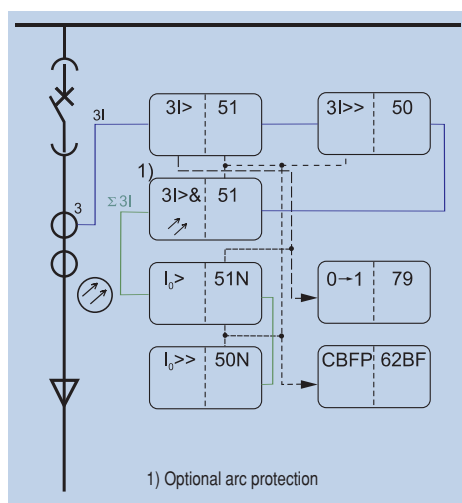 3I
3I> 51
3I>> 50
1)
3I>& 51
Σ3I
3
I₀> 51N
0→1 79
I₀>> 50N
CBFP 62BF
1) Optional arc protection